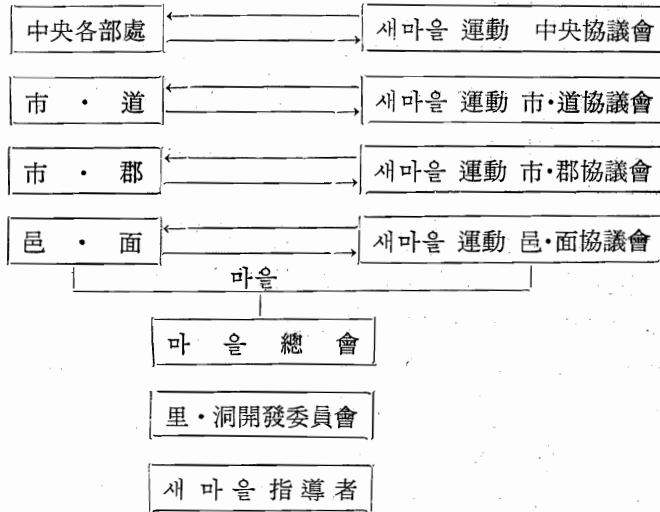 中央各部處 새마을 運動 中央協議會
市 · 道 새마을 運動 市·道協議會
市 · 郡 새마을 運動 市·郡協議會
邑 · 面 새마을 運動 邑·面協議會
마을
마 을 總 會
里·洞開發委員會
새 마 을 指 導 者